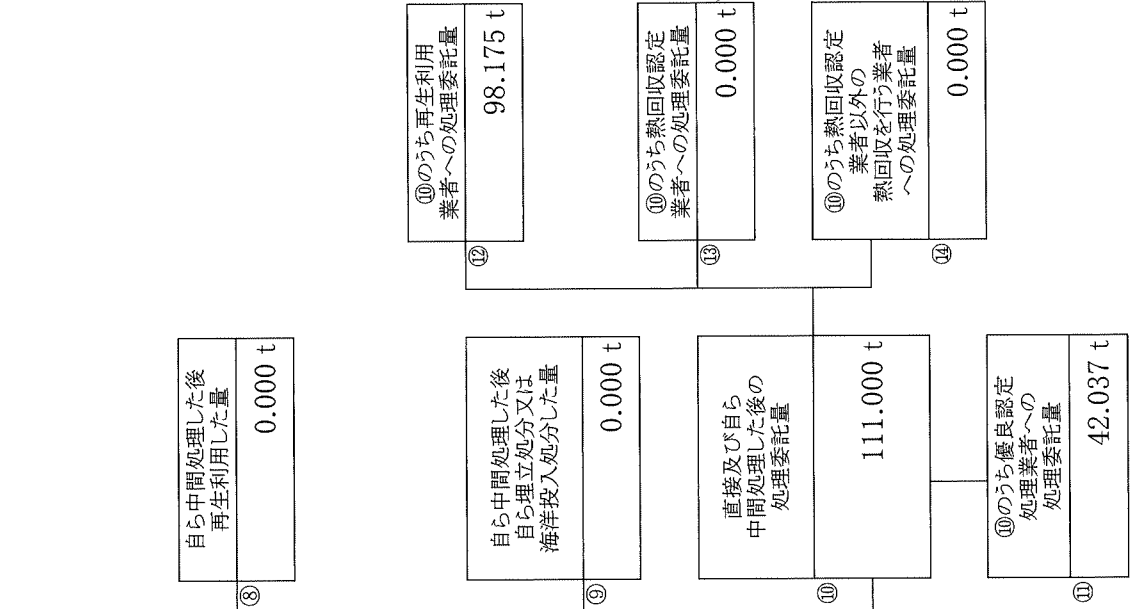 ⑧
自ら中間処理した後
再生利用した量
0.000 t
⑨
自ら中間処理した後
自ら埋立処分又は
海洋投入処分した量
0.000 t
⑩
直接及び自ら
中間処理した後の
処理委託量
111.000 t
⑪
⑩のうち優良認定
処理業者への
処理委託量
42.037 t
⑫
⑩のうち再生利用
業者への処理委託量
98.175 t
⑬
⑩のうち熱回収認定
業者への処理委託量
0.000 t
⑭
⑩のうち熱回収認定
業者以外の
熱回収を行う業者
への処理委託量
0.000 t